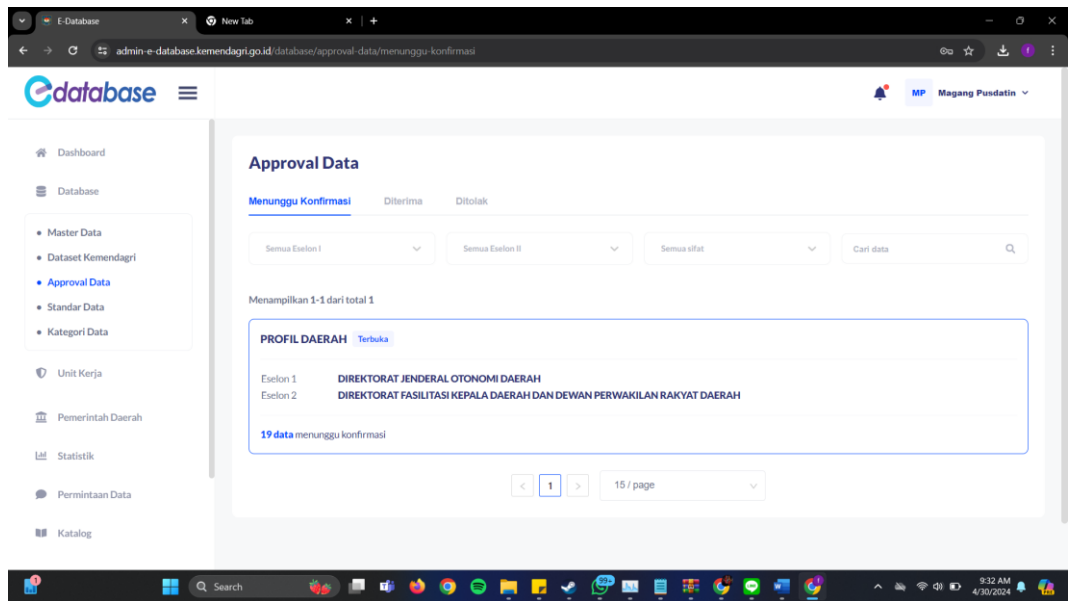 E-Database
New Tab
admin-e-database.kemendagri.go.id/database/approval-data/menunggu-konfirmasi
f
edatabase
MP Magang Pusdatin
Dashboard
Database
Master Data
Dataset Kemendagri
Approval Data
Standar Data
Kategori Data
Unit Kerja
Pemerintah Daerah
Statistik
Permintaan Data
Katalog
Approval Data
Menunggu Konfirmasi Diterima Ditolak
Semua Eselon I Semua Eselon II Semua sifat Cari data
Menampilkan 1-1 dari total 1
PROFIL DAERAH Terbuka
Eselon 1 DIREKTORAT JENDERAL OTONOMI DAERAH
Eselon 2 DIREKTORAT FASILITASI KEPALA DAERAH DAN DEWAN PERWAKILAN RAKYAT DAERAH
19 data menunggu konfirmasi
< 1 > 15 / page
1
Search
99+
9:32 AM
4/30/2024